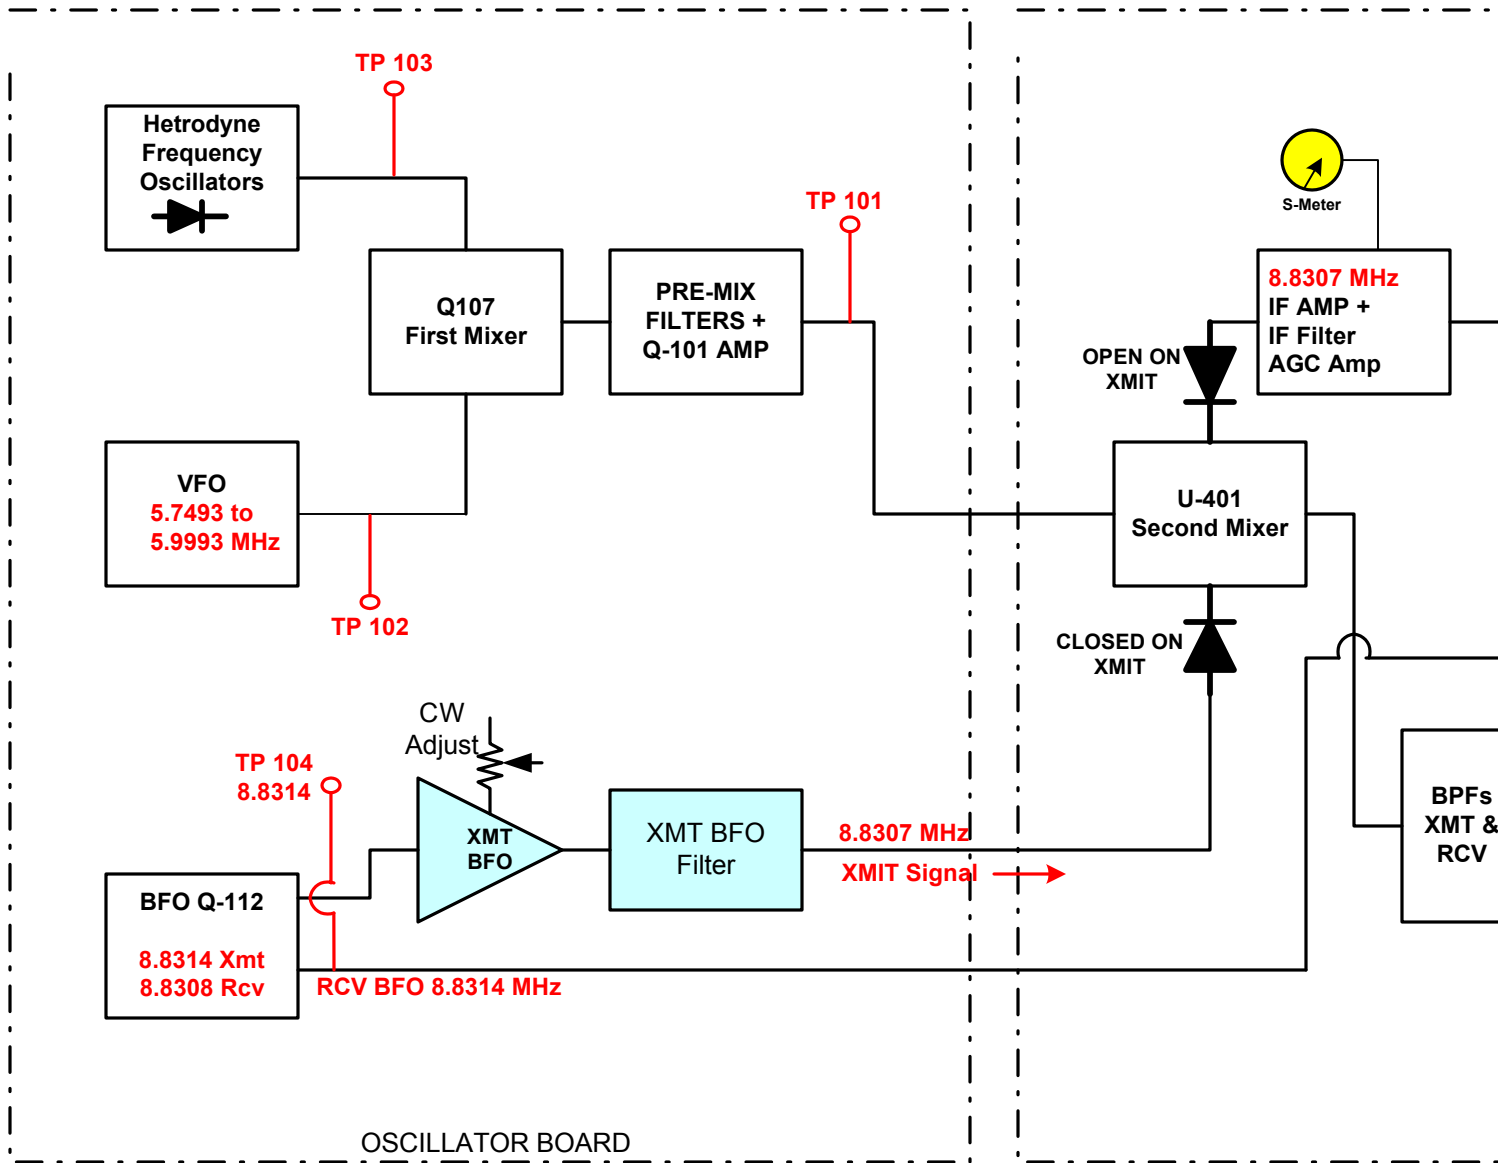 TP 103
Hetrodyne
Frequency
Oscillators
TP 101
S-Meter
Q107
First Mixer
PRE-MIX
FILTERS +
Q-101 AMP
8.8307 MHz
IF AMP +
IF Filter
AGC Amp
OPEN ON
XMIT
VFO
5.7493 to
5.9993 MHz
TP 102
U-401
Second Mixer
CLOSED ON
XMIT
CW
Adjust
TP 104
8.8314
XMT
BFO
XMT BFO
Filter
8.8307 MHz
XMIT Signal
BPFs
XMT &
RCV
BFO Q-112
8.8314 Xmt
8.8308 Rcv
RCV BFO 8.8314 MHz
OSCILLATOR BOARD